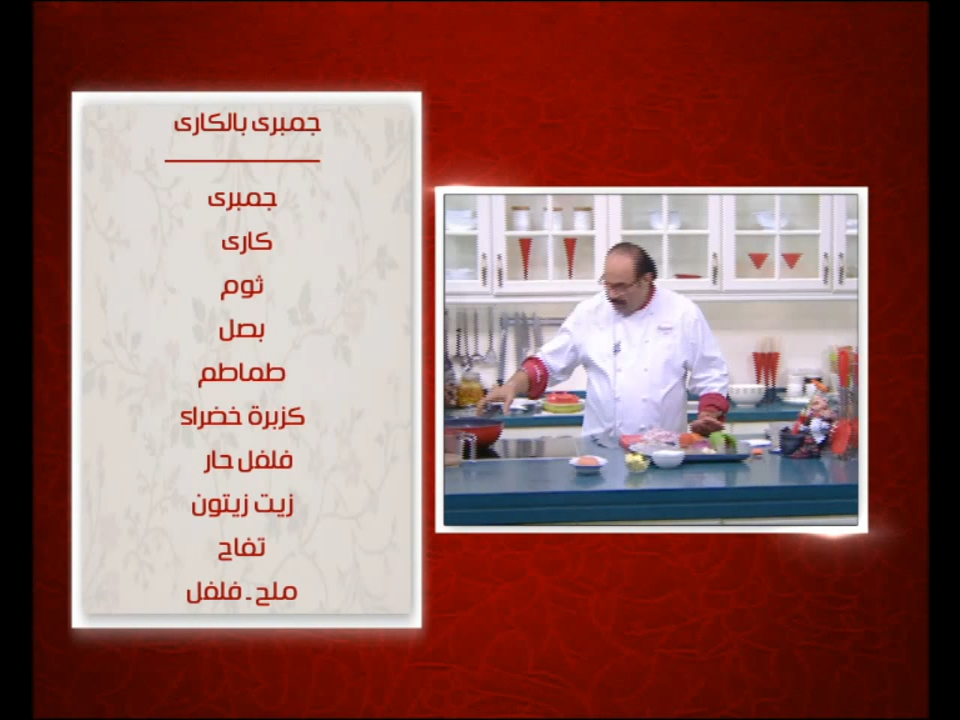 جمبرى بالكارى
جمبرى
كارى
ثوم
بصل
طماطم
كزبرة خضراء
فلفل حار
زيت زيتون
تفاح
ملح - فلفل